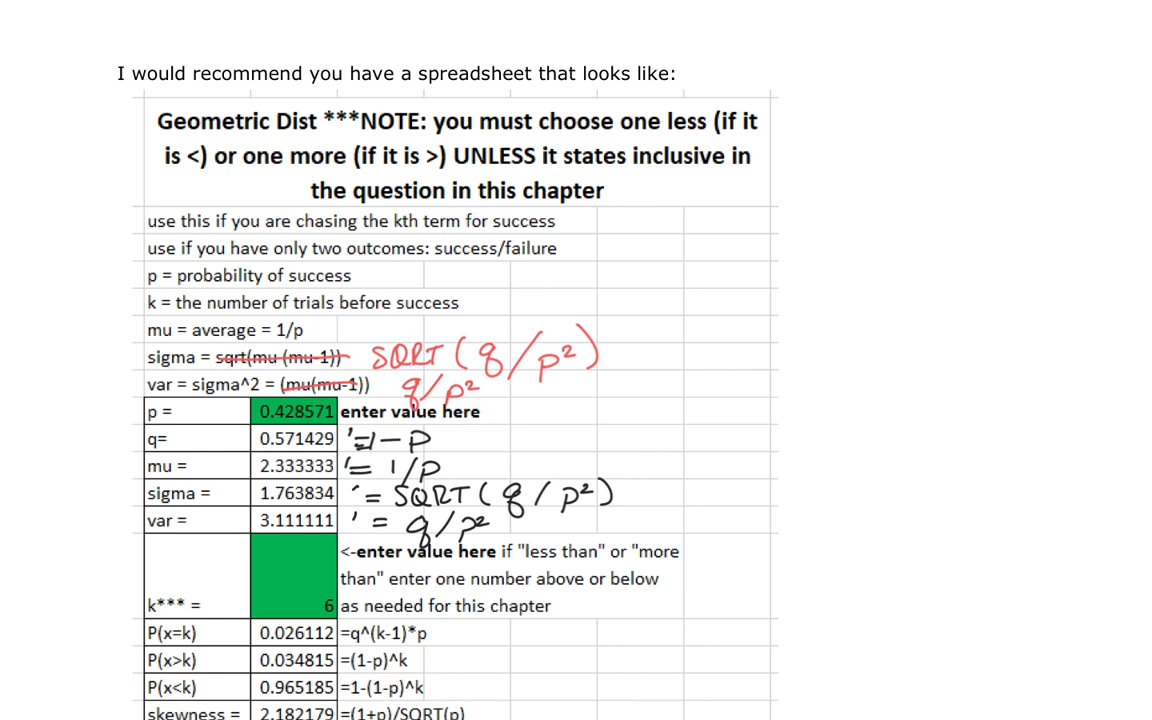 I would recommend you have a spreadsheet that looks like:
Geometric Dist ***NOTE: you must choose one less (if it
is <) or one more (if it is >) UNLESS it states inclusive in
the question in this chapter
use this if you are chasing the kth term for success
use if you have only two outcomes: success/failure
p = probability of success
k = the number of trials before success
mu = average = 1/p
sigma = sqrt(mu (mu-1)) SQRT ( q/p²)
var = sigma^2 = (mu(mu-1)) q/p²
p = 0.428571 enter value here
q= 0.571429 '=1-p
mu = 2.333333 '= 1/p
sigma = 1.763834 '= SQRT ( q / p²)
var = 3.111111 '= q/p²
<-enter value here if "less than" or "more
than" enter one number above or below
k*** = 6 as needed for this chapter
P(x=k) 0.026112 =q^(k-1)*p
P(x>k) 0.034815 =(1-p)^k
P(x<k) 0.965185 =1-(1-p)^k
skewness = 2.182179 =(1+p)/SQRT(p)